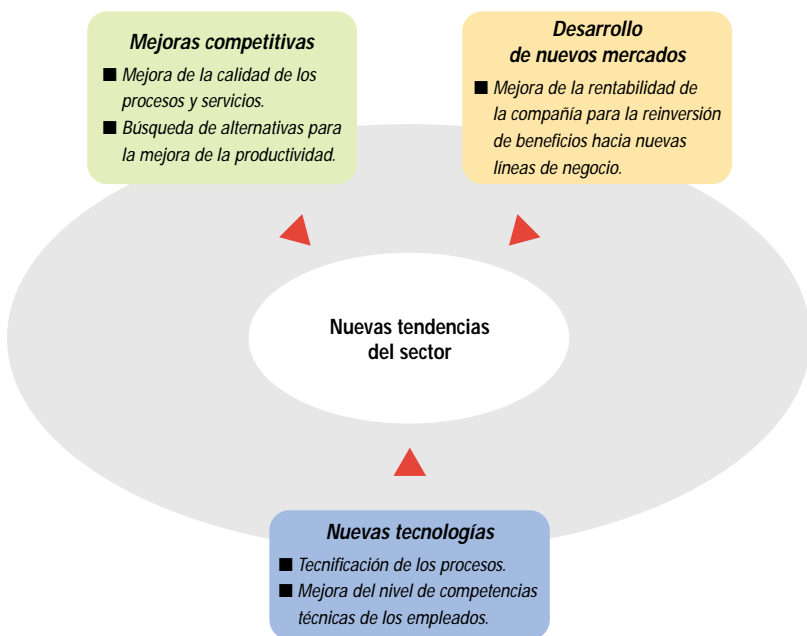 Mejoras competitivas
■ Mejora de la calidad de los
procesos y servicios.
■ Búsqueda de alternativas para
la mejora de la productividad.
Desarrollo
de nuevos mercados
■ Mejora de la rentabilidad de
la compañía para la reinversión
de beneficios hacia nuevas
líneas de negocio.
Nuevas tendencias
del sector
Nuevas tecnologías
■ Tecnificación de los procesos.
■ Mejora del nivel de competencias
técnicas de los empleados.